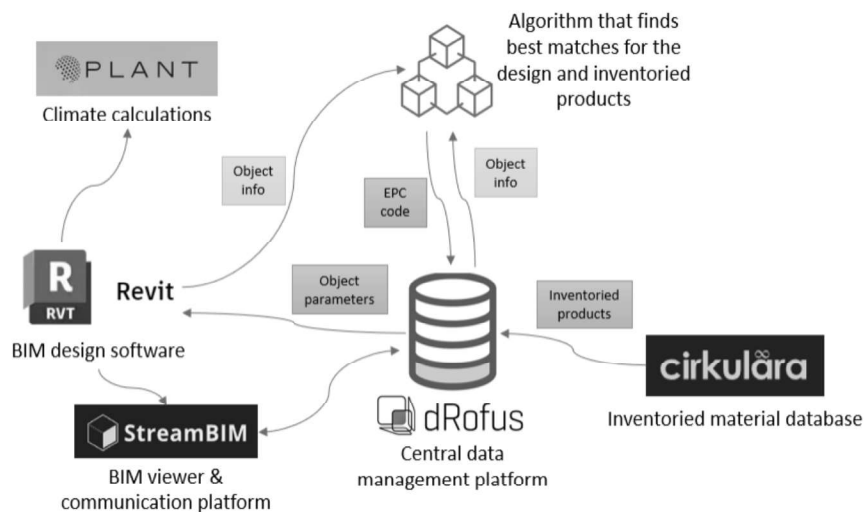 Algorithm that finds
best matches for the
design and inventoried
products
PLANT
Climate calculations
Object
info
Object
info
EPC
code
R
RVT
Revit
BIM design software
Object
parameters
Inventoried
products
cirkulära
Inventoried material database
StreamBIM
BIM viewer &
communication platform
dRofus
Central data
management platform